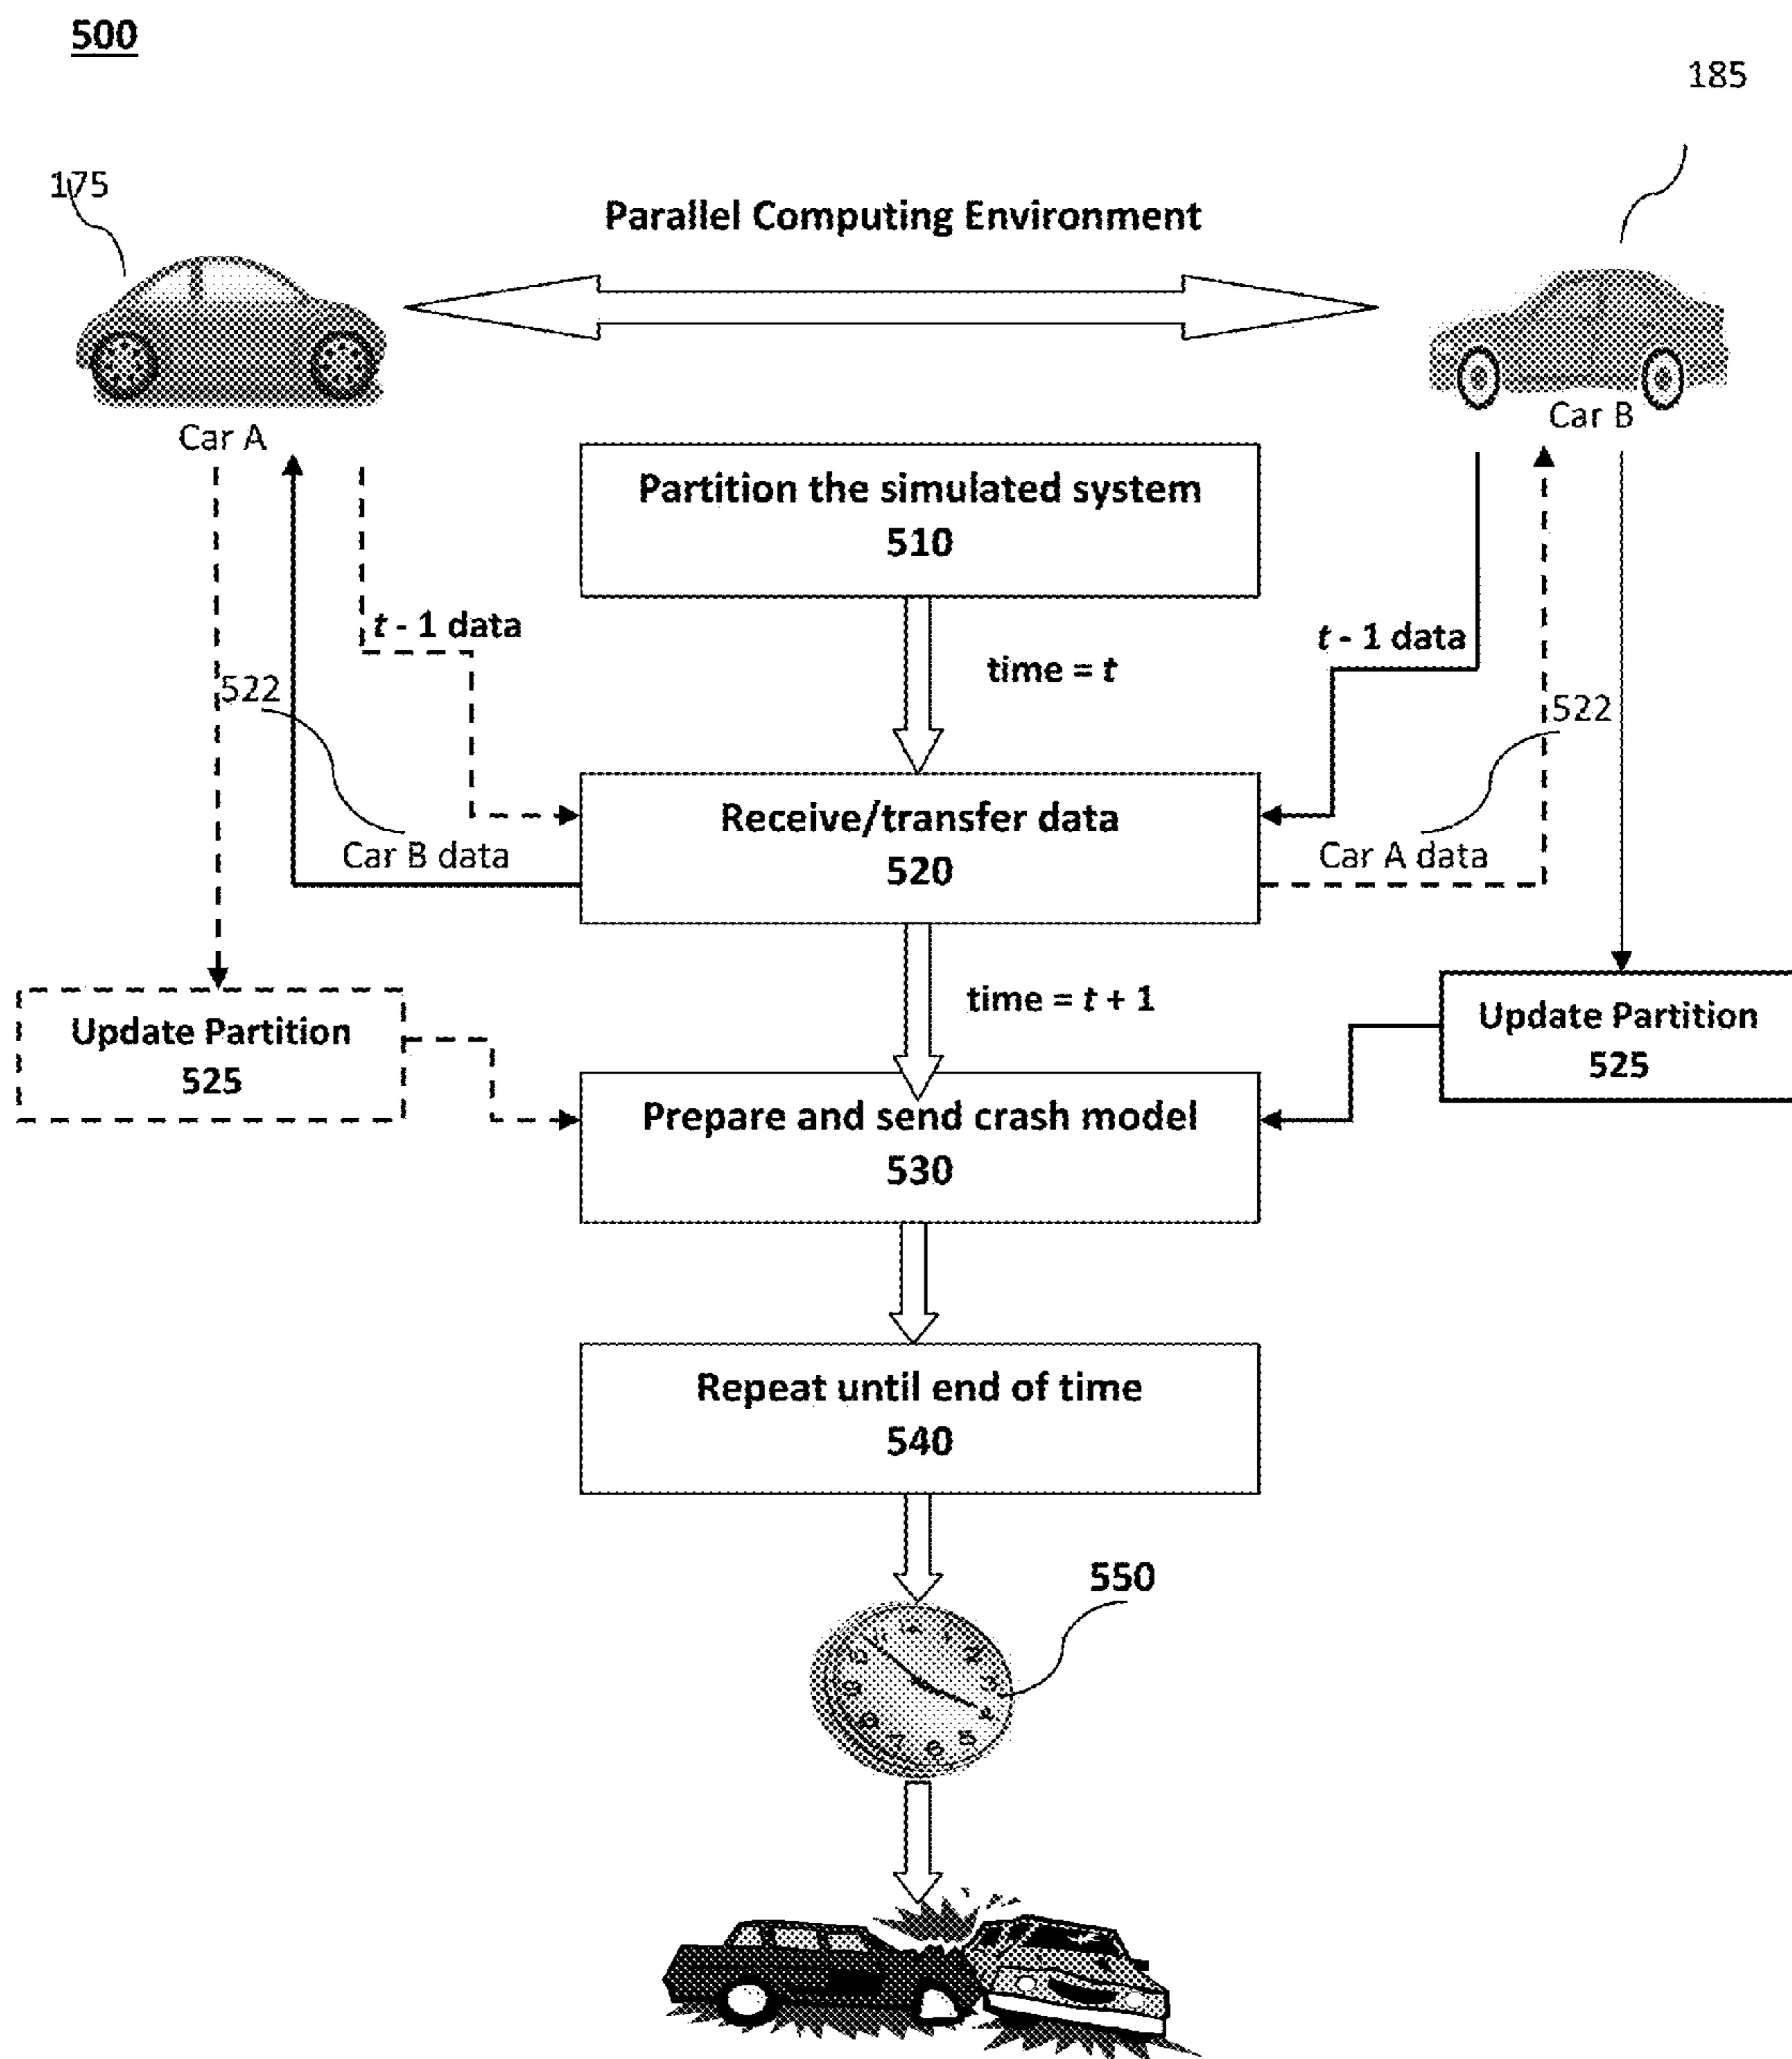 500
185
175
Parallel Computing Environment
Car A
Car B
Partition the simulated system
510
t - 1 data
t - 1 data
time = t
522
522
Receive/transfer data
520
Car B data
Car A data
time = t + 1
Update Partition
525
Update Partition
525
Prepare and send crash model
530
Repeat until end of time
540
550